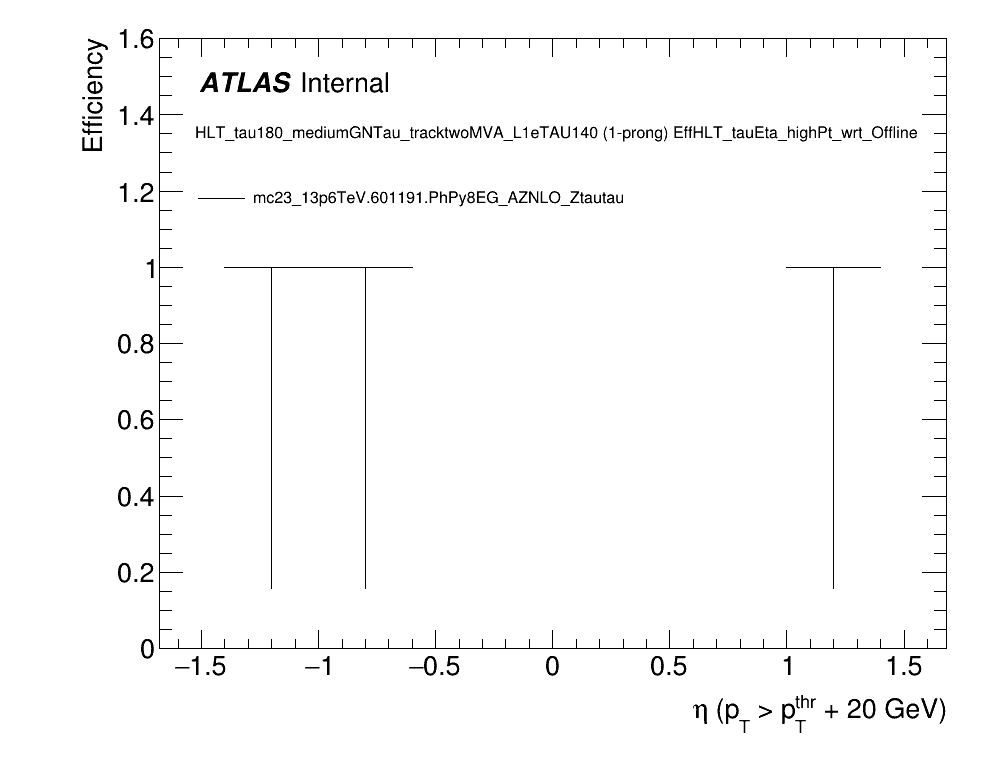 Efficiency
1.6
1.4
1.2
1
0.8
0.6
0.4
0.2
0
ATLAS Internal
HLT_tau180_mediumGNTau_tracktwoMVA_L1eTAU140 (1-prong) EffHLT_tauEta_highPt_wrt_Offline
mc23_13p6TeV.601191.PhPy8EG_AZNLO_Ztautau
−1.5 −1 −0.5 0 0.5 1 1.5
η (p_T > p_T^thr + 20 GeV)